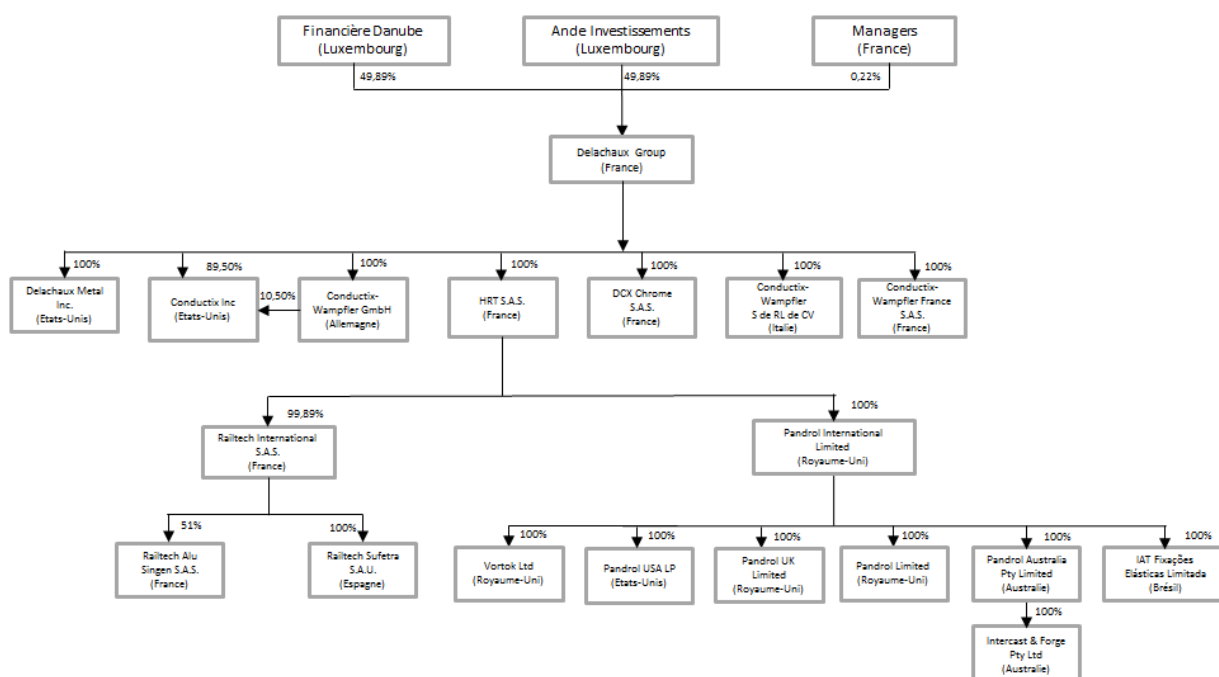 Financière Danube
(Luxembourg)
Ande Investissements
(Luxembourg)
Managers
(France)
49,89%
49,89%
0,22%
Delachaux Group
(France)
100%
89,50%
100%
100%
100%
100%
100%
Delachaux Metal
Inc.
(Etats-Unis)
Conductix Inc
(Etats-Unis)
10,50%
Conductix-
Wampfler GmbH
(Allemagne)
HRT S.A.S.
(France)
DCX Chrome
S.A.S.
(France)
Conductix-
Wampfler
S de RL de CV
(Italie)
Conductix-
Wampfler France
S.A.S.
(France)
99,89%
100%
Railtech International
S.A.S.
(France)
Pandrol International
Limited
(Royaume-Uni)
51%
100%
100%
100%
100%
100%
100%
100%
Railtech Alu
Singen S.A.S.
(France)
Railtech Sufetra
S.A.U.
(Espagne)
Vortok Ltd
(Royaume-Uni)
Pandrol USA LP
(Etats-Unis)
Pandrol UK
Limited
(Royaume-Uni)
Pandrol Limited
(Royaume-Uni)
Pandrol Australia
Pty Limited
(Australie)
IAT Fixações
Elásticas Limitada
(Brésil)
100%
Intercast & Forge
Pty Ltd
(Australie)